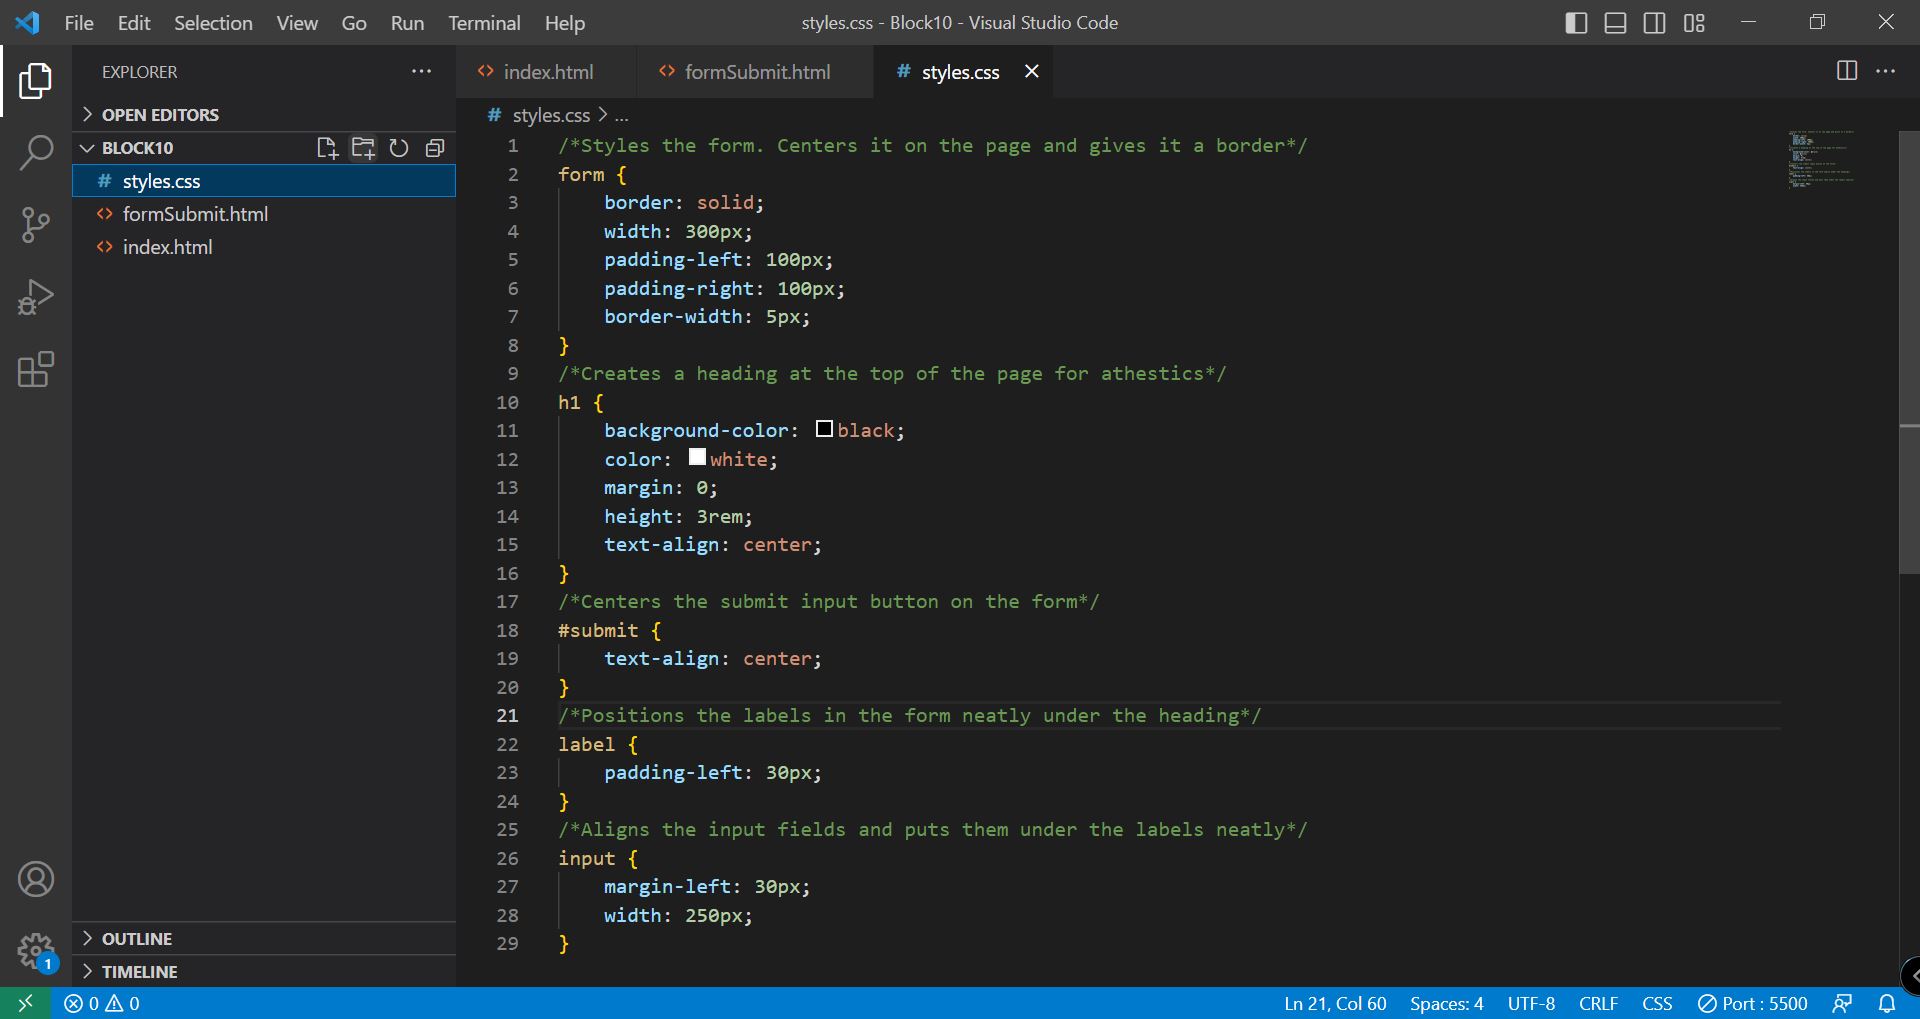 File Edit Selection View Go Run Terminal Help
styles.css - Block10 - Visual Studio Code
EXPLORER
OPEN EDITORS
BLOCK10
# styles.css
<> formSubmit.html
<> index.html
OUTLINE
TIMELINE
1
<> index.html
<> formSubmit.html
# styles.css
# styles.css > ...
1 /*Styles the form. Centers it on the page and gives it a border*/
2 form {
3 border: solid;
4 width: 300px;
5 padding-left: 100px;
6 padding-right: 100px;
7 border-width: 5px;
8 }
9 /*Creates a heading at the top of the page for athestics*/
10 h1 {
11 background-color: black;
12 color: white;
13 margin: 0;
14 height: 3rem;
15 text-align: center;
16 }
17 /*Centers the submit input button on the form*/
18 #submit {
19 text-align: center;
20 }
21 /*Positions the labels in the form neatly under the heading*/
22 label {
23 padding-left: 30px;
24 }
25 /*Aligns the input fields and puts them under the labels neatly*/
26 input {
27 margin-left: 30px;
28 width: 250px;
29 }
0 0
Ln 21, Col 60 Spaces: 4 UTF-8 CRLF CSS Port : 5500